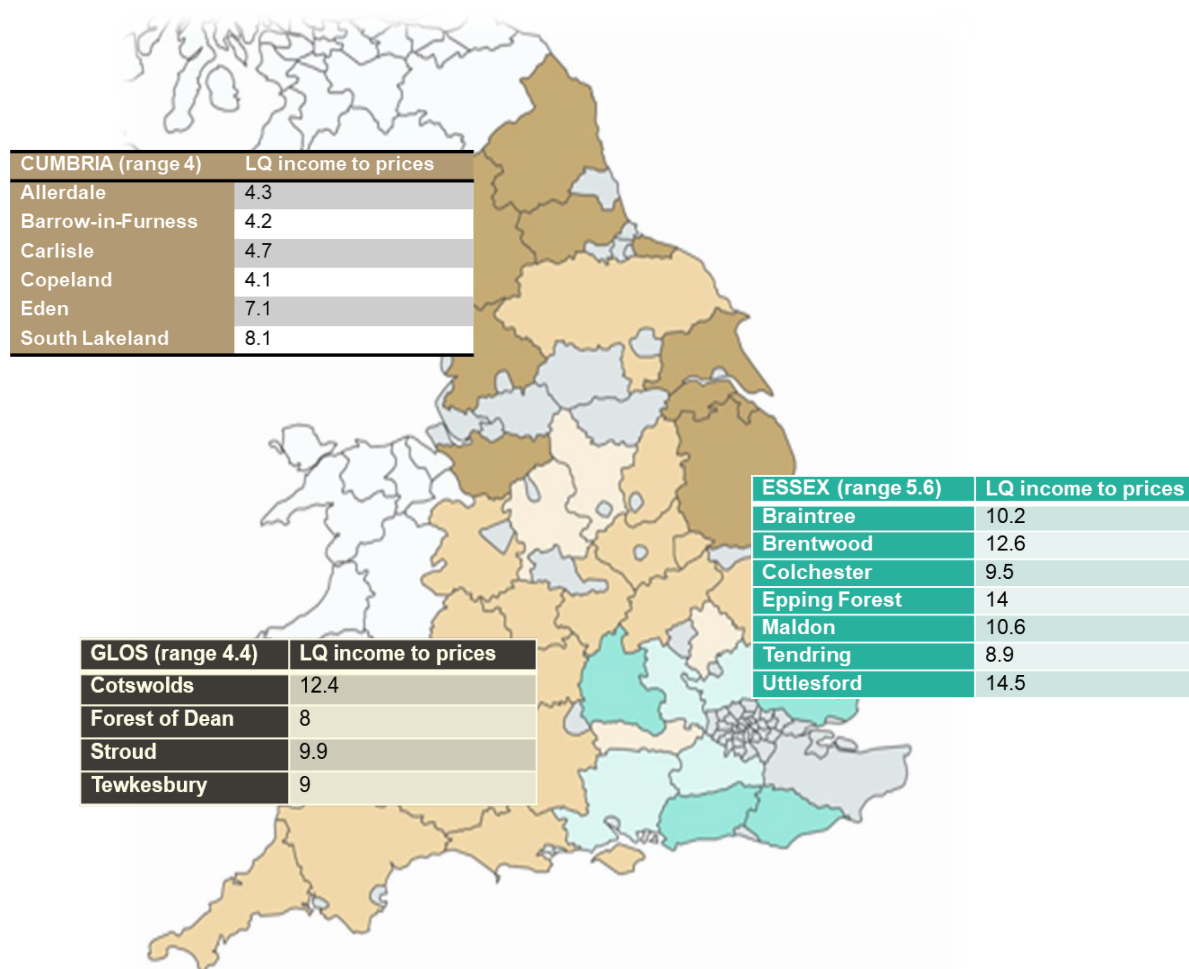 CUMBRIA (range 4) LQ income to prices
Allerdale 4.3
Barrow-in-Furness 4.2
Carlisle 4.7
Copeland 4.1
Eden 7.1
South Lakeland 8.1
ESSEX (range 5.6) LQ income to prices
Braintree 10.2
Brentwood 12.6
Colchester 9.5
Epping Forest 14
Maldon 10.6
Tendring 8.9
Uttlesford 14.5
GLOS (range 4.4) LQ income to prices
Cotswolds 12.4
Forest of Dean 8
Stroud 9.9
Tewkesbury 9